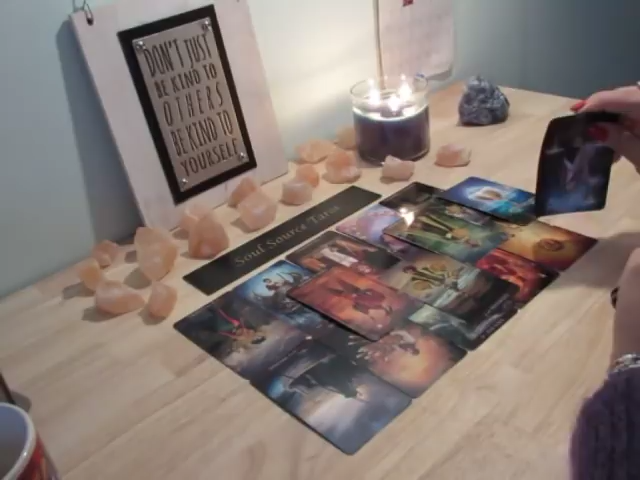 DON'T JUST
BE KIND TO
OTHERS
BE KIND TO
YOURSELF
Soul Source Tarot